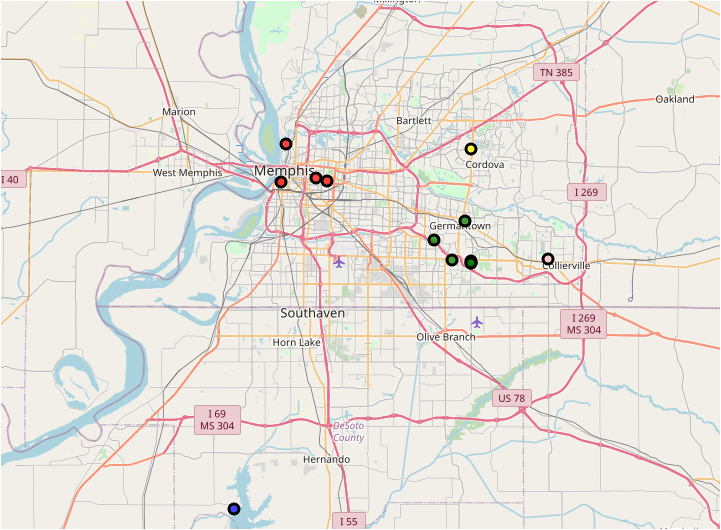 Millington
TN 385
Oakland
Marion
Bartlett
Cordova
I 40
West Memphis
Memphis
I 269
Germantown
Collierville
Southaven
I 269
MS 304
Horn Lake
Olive Branch
US 78
I 69
MS 304
DeSoto
County
Hernando
I 55